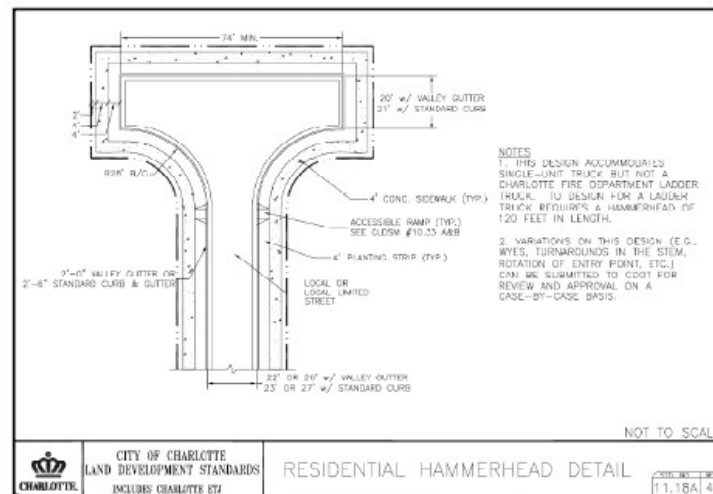 74' MIN.
20' w/ VALLEY GUTTER
21' w/ STANDARD CURB
2'
4'
4'
R28' B/C
NOTES
1. THIS DESIGN ACCOMMODATES
SINGLE-UNIT TRUCK BUT NOT A
CHARLOTTE FIRE DEPARTMENT LADDER
TRUCK. TO DESIGN FOR A LADDER
TRUCK REQUIRES A HAMMERHEAD OF
120 FEET IN LENGTH.
2. VARIATIONS ON THIS DESIGN (E.G.,
WYES, TURNAROUNDS IN THE STEM,
ROTATION OF ENTRY POINT, ETC.)
CAN BE SUBMITTED TO CDOT FOR
REVIEW AND APPROVAL ON A
CASE-BY-CASE BASIS.
4' CONC. SIDEWALK (TYP.)
ACCESSIBLE RAMP (TYP.)
SEE CLDSM #10.33 A&B
4' PLANTING STRIP (TYP.)
2'-0" VALLEY GUTTER OR
2'-6" STANDARD CURB & GUTTER
LOCAL OR
LOCAL LIMITED
STREET
22' OR 26' w/ VALLEY GUTTER
23' OR 27' w/ STANDARD CURB
NOT TO SCAL
CHARLOTTE.
CITY OF CHARLOTTE
LAND DEVELOPMENT STANDARDS
INCLUDES CHARLOTTE ETJ
RESIDENTIAL HAMMERHEAD DETAIL
STD. NO.
11.18A 4